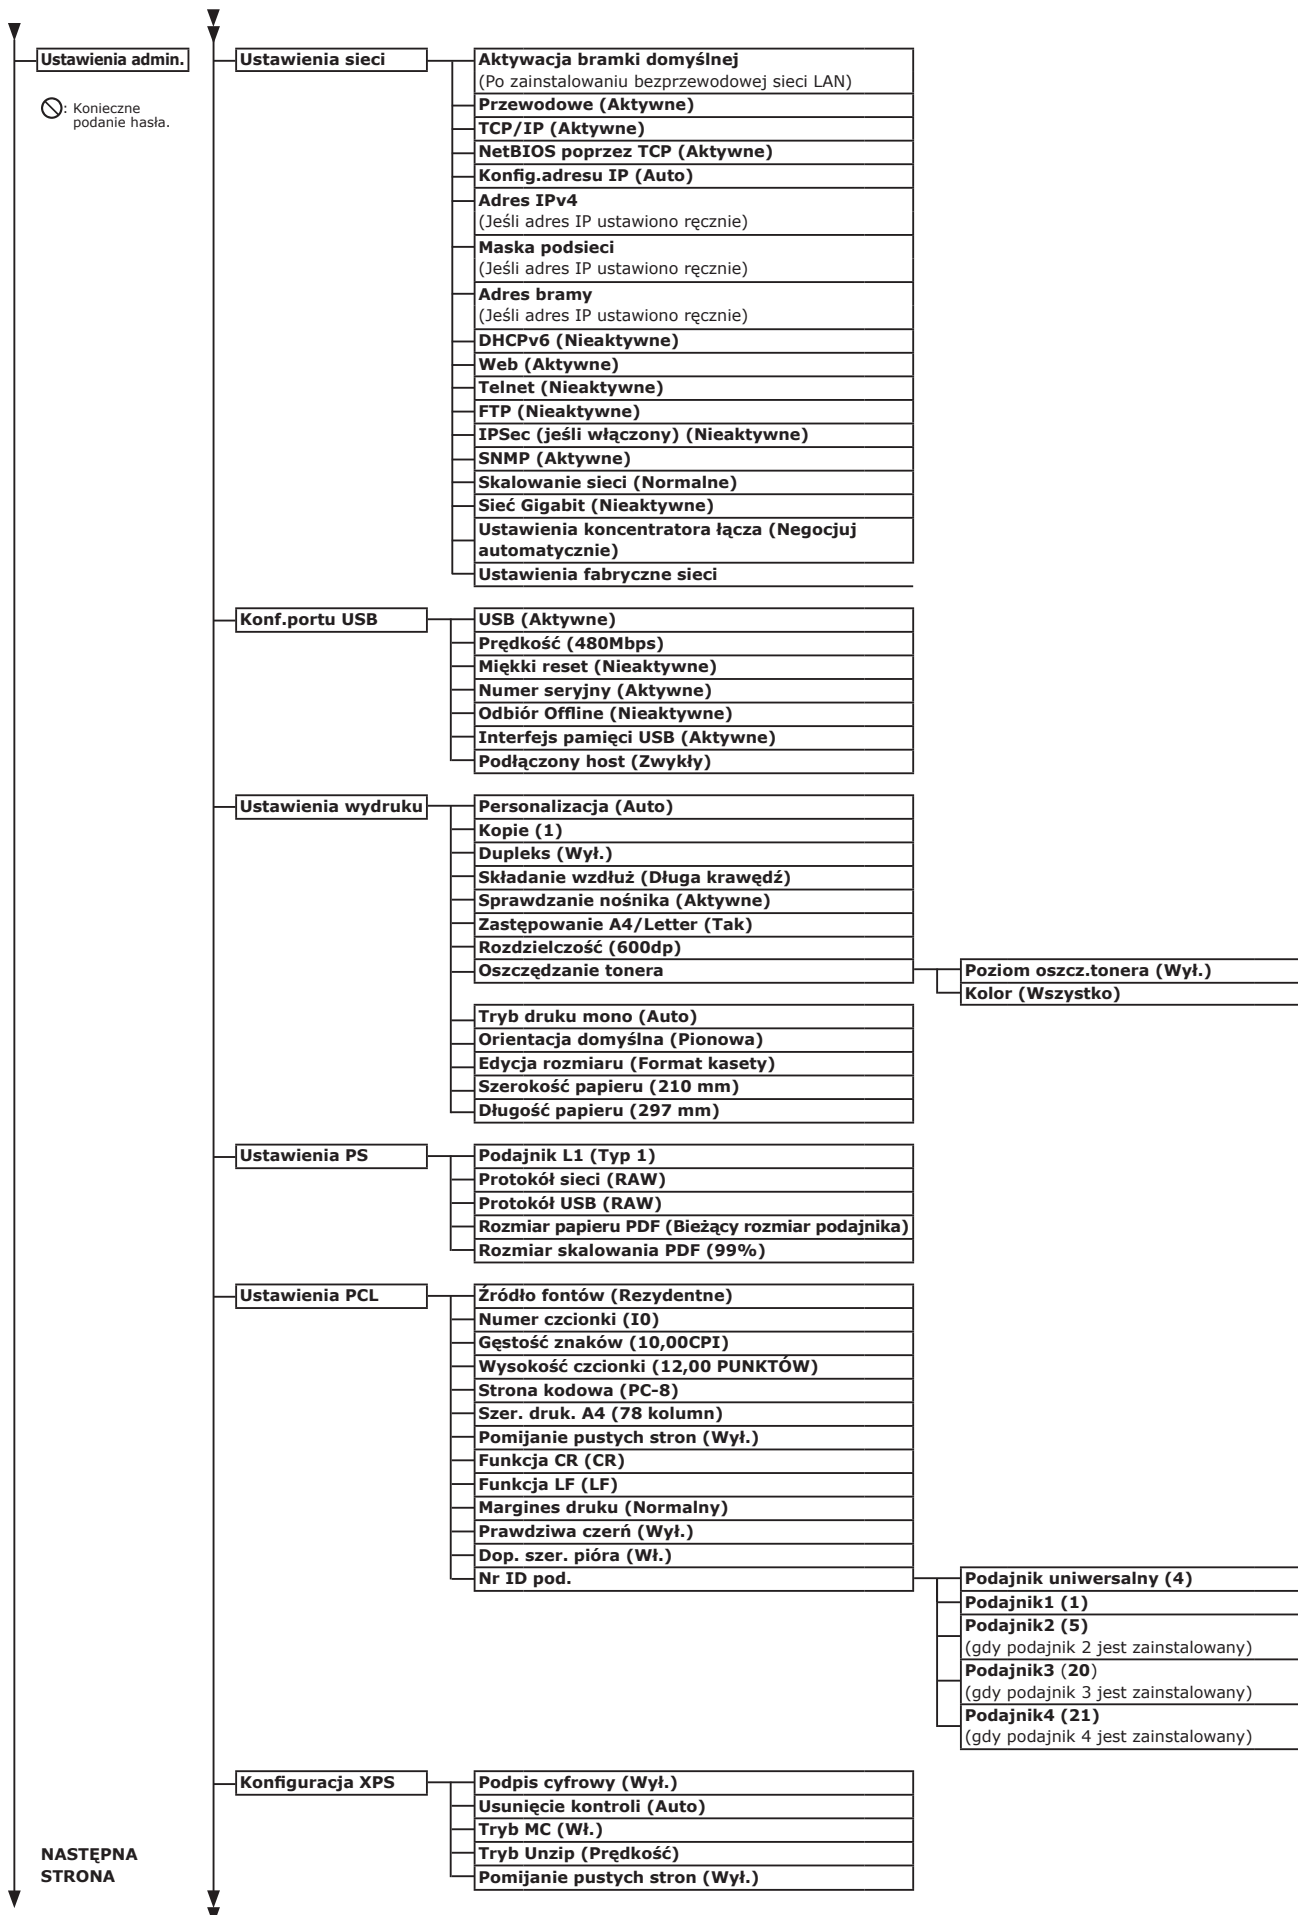 Ustawienia admin.
: Konieczne
podanie hasła.
Ustawienia sieci
Aktywacja bramki domyślnej
(Po zainstalowaniu bezprzewodowej sieci LAN)
Przewodowe (Aktywne)
TCP/IP (Aktywne)
NetBIOS poprzez TCP (Aktywne)
Konfig.adresu IP (Auto)
Adres IPv4
(Jeśli adres IP ustawiono ręcznie)
Maska podsieci
(Jeśli adres IP ustawiono ręcznie)
Adres bramy
(Jeśli adres IP ustawiono ręcznie)
DHCPv6 (Nieaktywne)
Web (Aktywne)
Telnet (Nieaktywne)
FTP (Nieaktywne)
IPSec (jeśli włączony) (Nieaktywne)
SNMP (Aktywne)
Skalowanie sieci (Normalne)
Sieć Gigabit (Nieaktywne)
Ustawienia koncentratora łącza (Negocjuj
automatycznie)
Ustawienia fabryczne sieci
Konf.portu USB
USB (Aktywne)
Prędkość (480Mbps)
Miękki reset (Nieaktywne)
Numer seryjny (Aktywne)
Odbiór Offline (Nieaktywne)
Interfejs pamięci USB (Aktywne)
Podłączony host (Zwykły)
Ustawienia wydruku
Personalizacja (Auto)
Kopie (1)
Dupleks (Wył.)
Składanie wzdłuż (Długa krawędź)
Sprawdzanie nośnika (Aktywne)
Zastępowanie A4/Letter (Tak)
Rozdzielczość (600dp)
Oszczędzanie tonera
Poziom oszcz.tonera (Wył.)
Kolor (Wszystko)
Tryb druku mono (Auto)
Orientacja domyślna (Pionowa)
Edycja rozmiaru (Format kasety)
Szerokość papieru (210 mm)
Długość papieru (297 mm)
Ustawienia PS
Podajnik L1 (Typ 1)
Protokół sieci (RAW)
Protokół USB (RAW)
Rozmiar papieru PDF (Bieżący rozmiar podajnika)
Rozmiar skalowania PDF (99%)
Ustawienia PCL
Źródło fontów (Rezydentne)
Numer czcionki (I0)
Gęstość znaków (10,00CPI)
Wysokość czcionki (12,00 PUNKTÓW)
Strona kodowa (PC-8)
Szer. druk. A4 (78 kolumn)
Pomijanie pustych stron (Wył.)
Funkcja CR (CR)
Funkcja LF (LF)
Margines druku (Normalny)
Prawdziwa czerń (Wył.)
Dop. szer. pióra (Wł.)
Nr ID pod.
Podajnik uniwersalny (4)
Podajnik1 (1)
Podajnik2 (5)
(gdy podajnik 2 jest zainstalowany)
Podajnik3 (20)
(gdy podajnik 3 jest zainstalowany)
Podajnik4 (21)
(gdy podajnik 4 jest zainstalowany)
Konfiguracja XPS
Podpis cyfrowy (Wył.)
Usunięcie kontroli (Auto)
Tryb MC (Wł.)
Tryb Unzip (Prędkość)
Pomijanie pustych stron (Wył.)
NASTĘPNA
STRONA